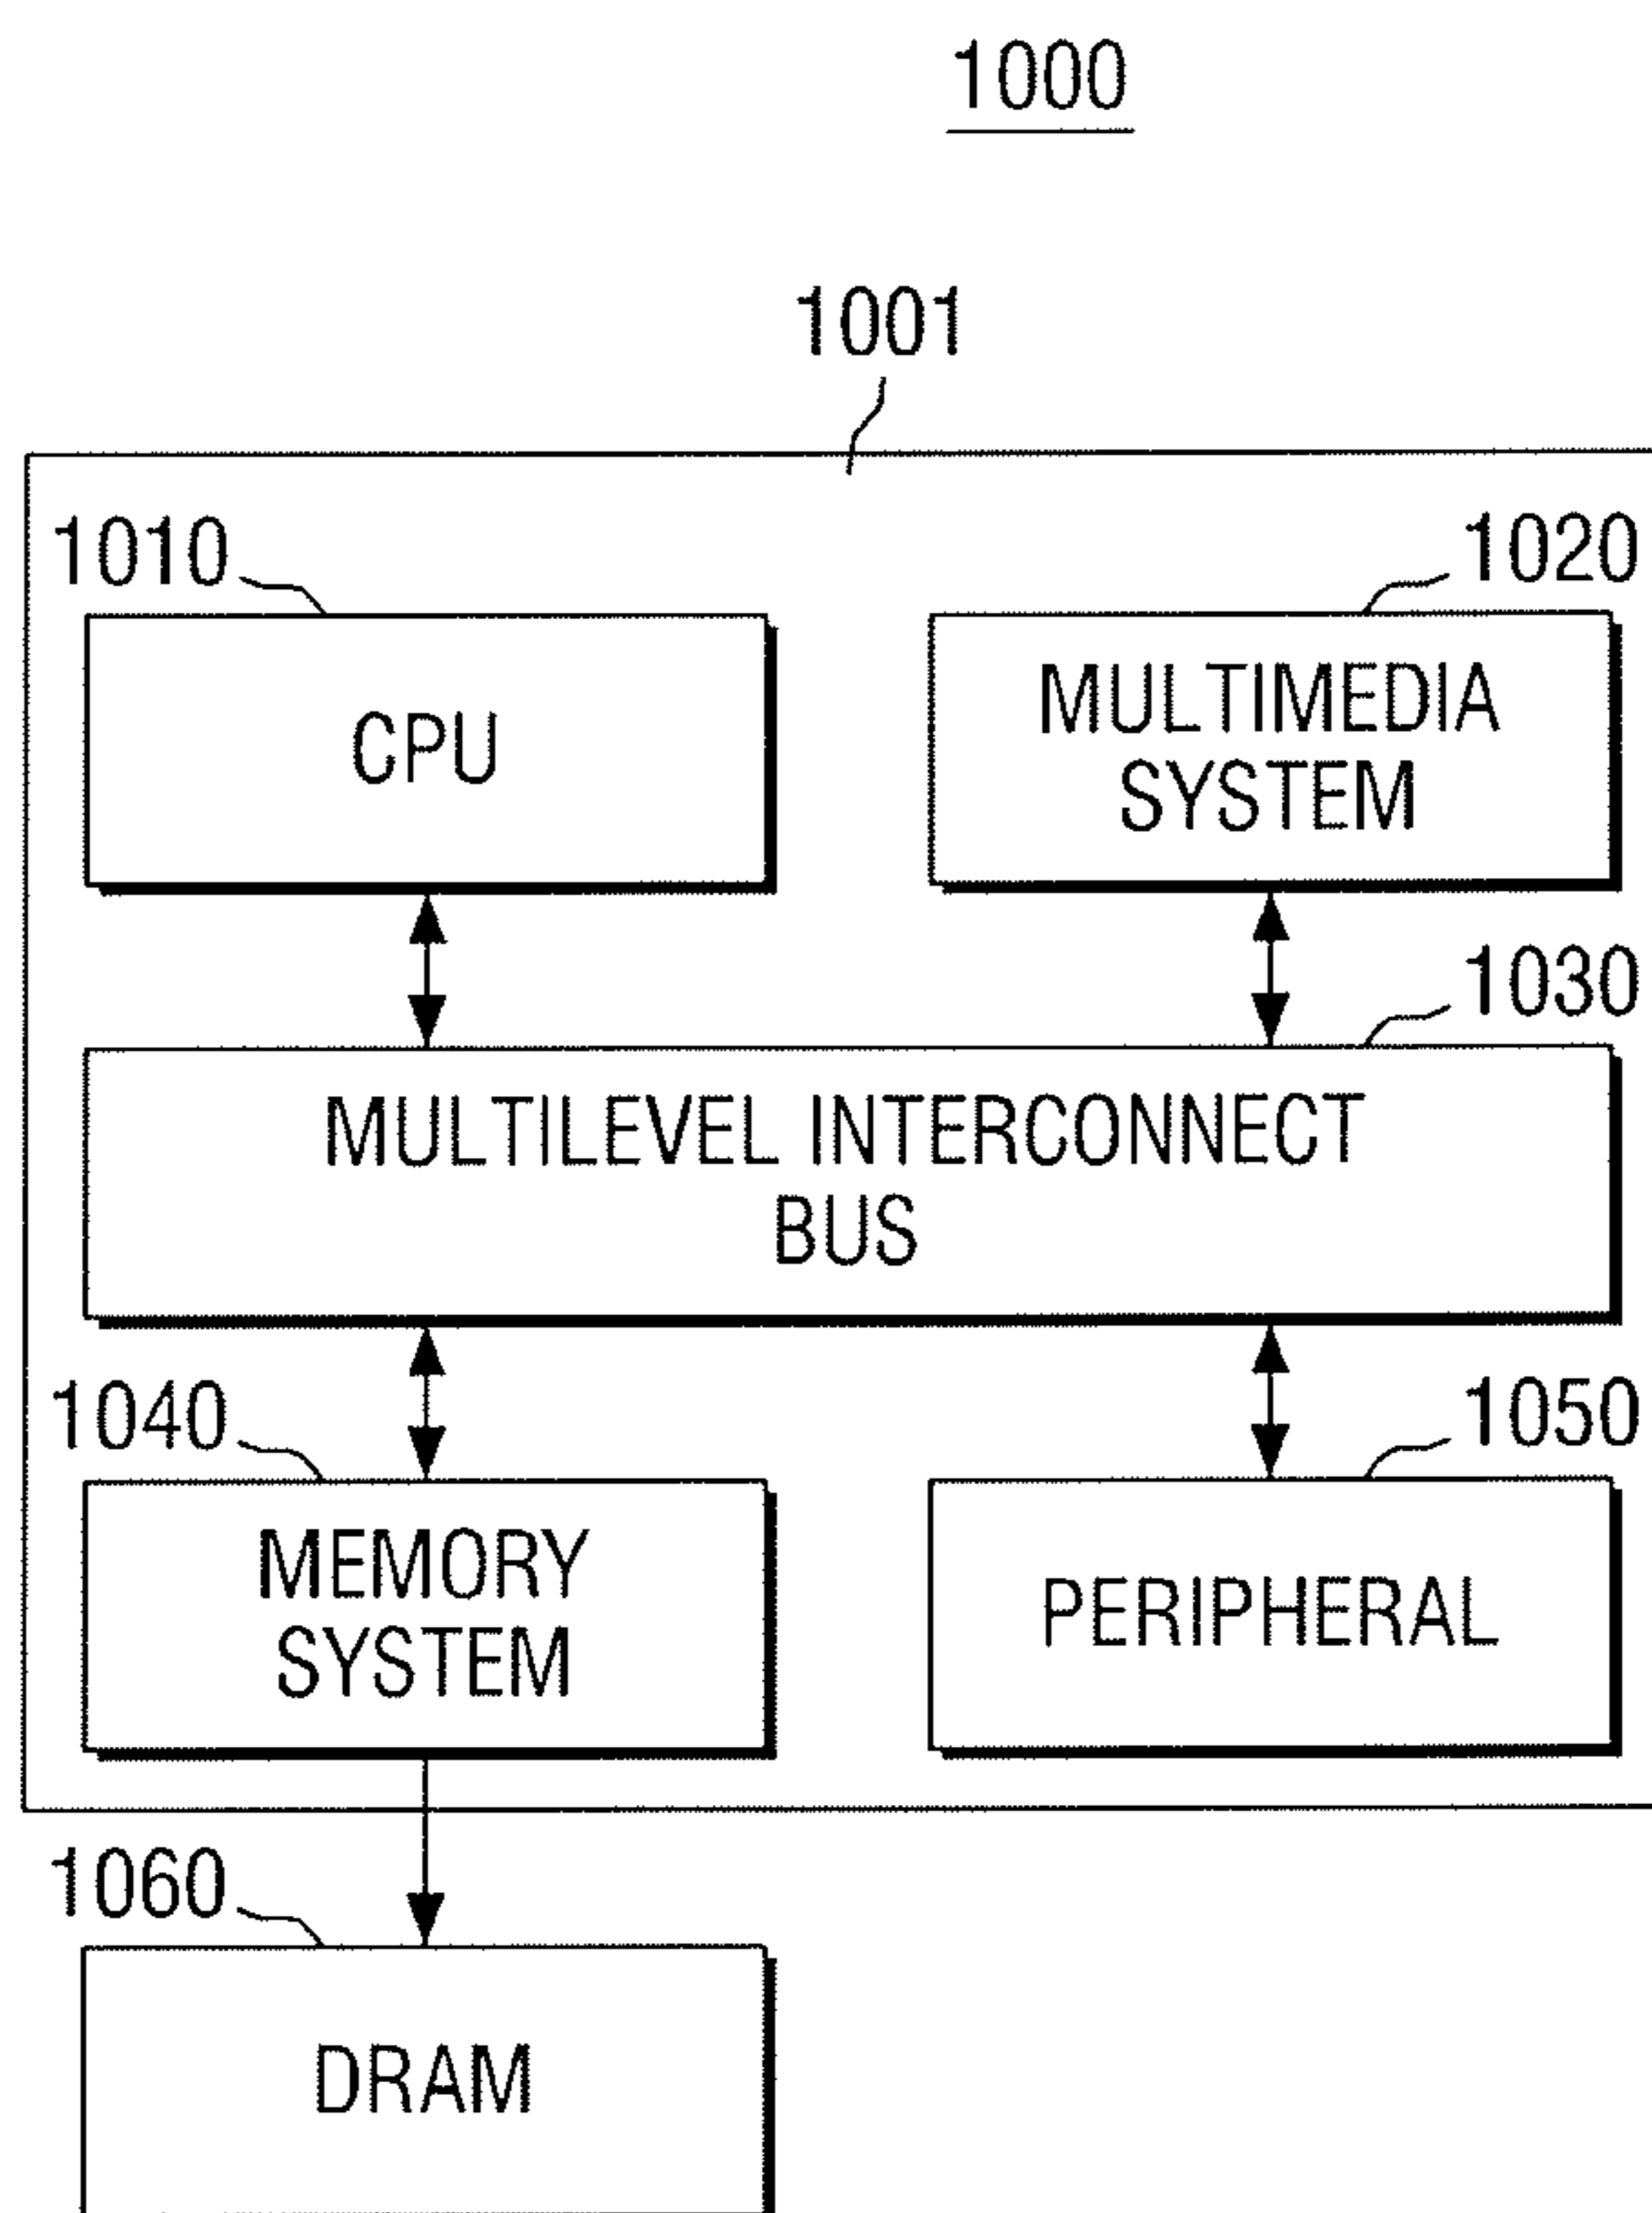 1000
1001
1010
1020
CPU
MULTIMEDIA
SYSTEM
1030
MULTILEVEL INTERCONNECT
BUS
1040
1050
MEMORY
SYSTEM
PERIPHERAL
1060
DRAM